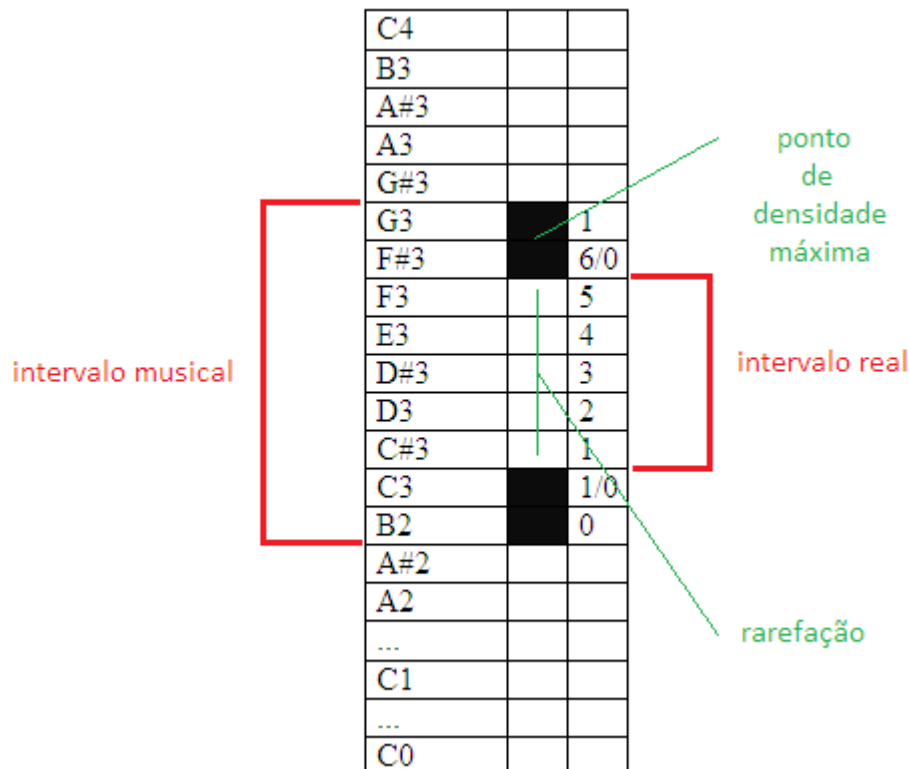 C4
B3
A#3
A3
G#3
G3 1
F#3 6/0
F3 5
E3 4
D#3 3
D3 2
C#3 1
C3 1/0
B2 0
A#2
A2
...
C1
...
C0
intervalo musical
ponto
de
densidade
máxima
intervalo real
rarefação